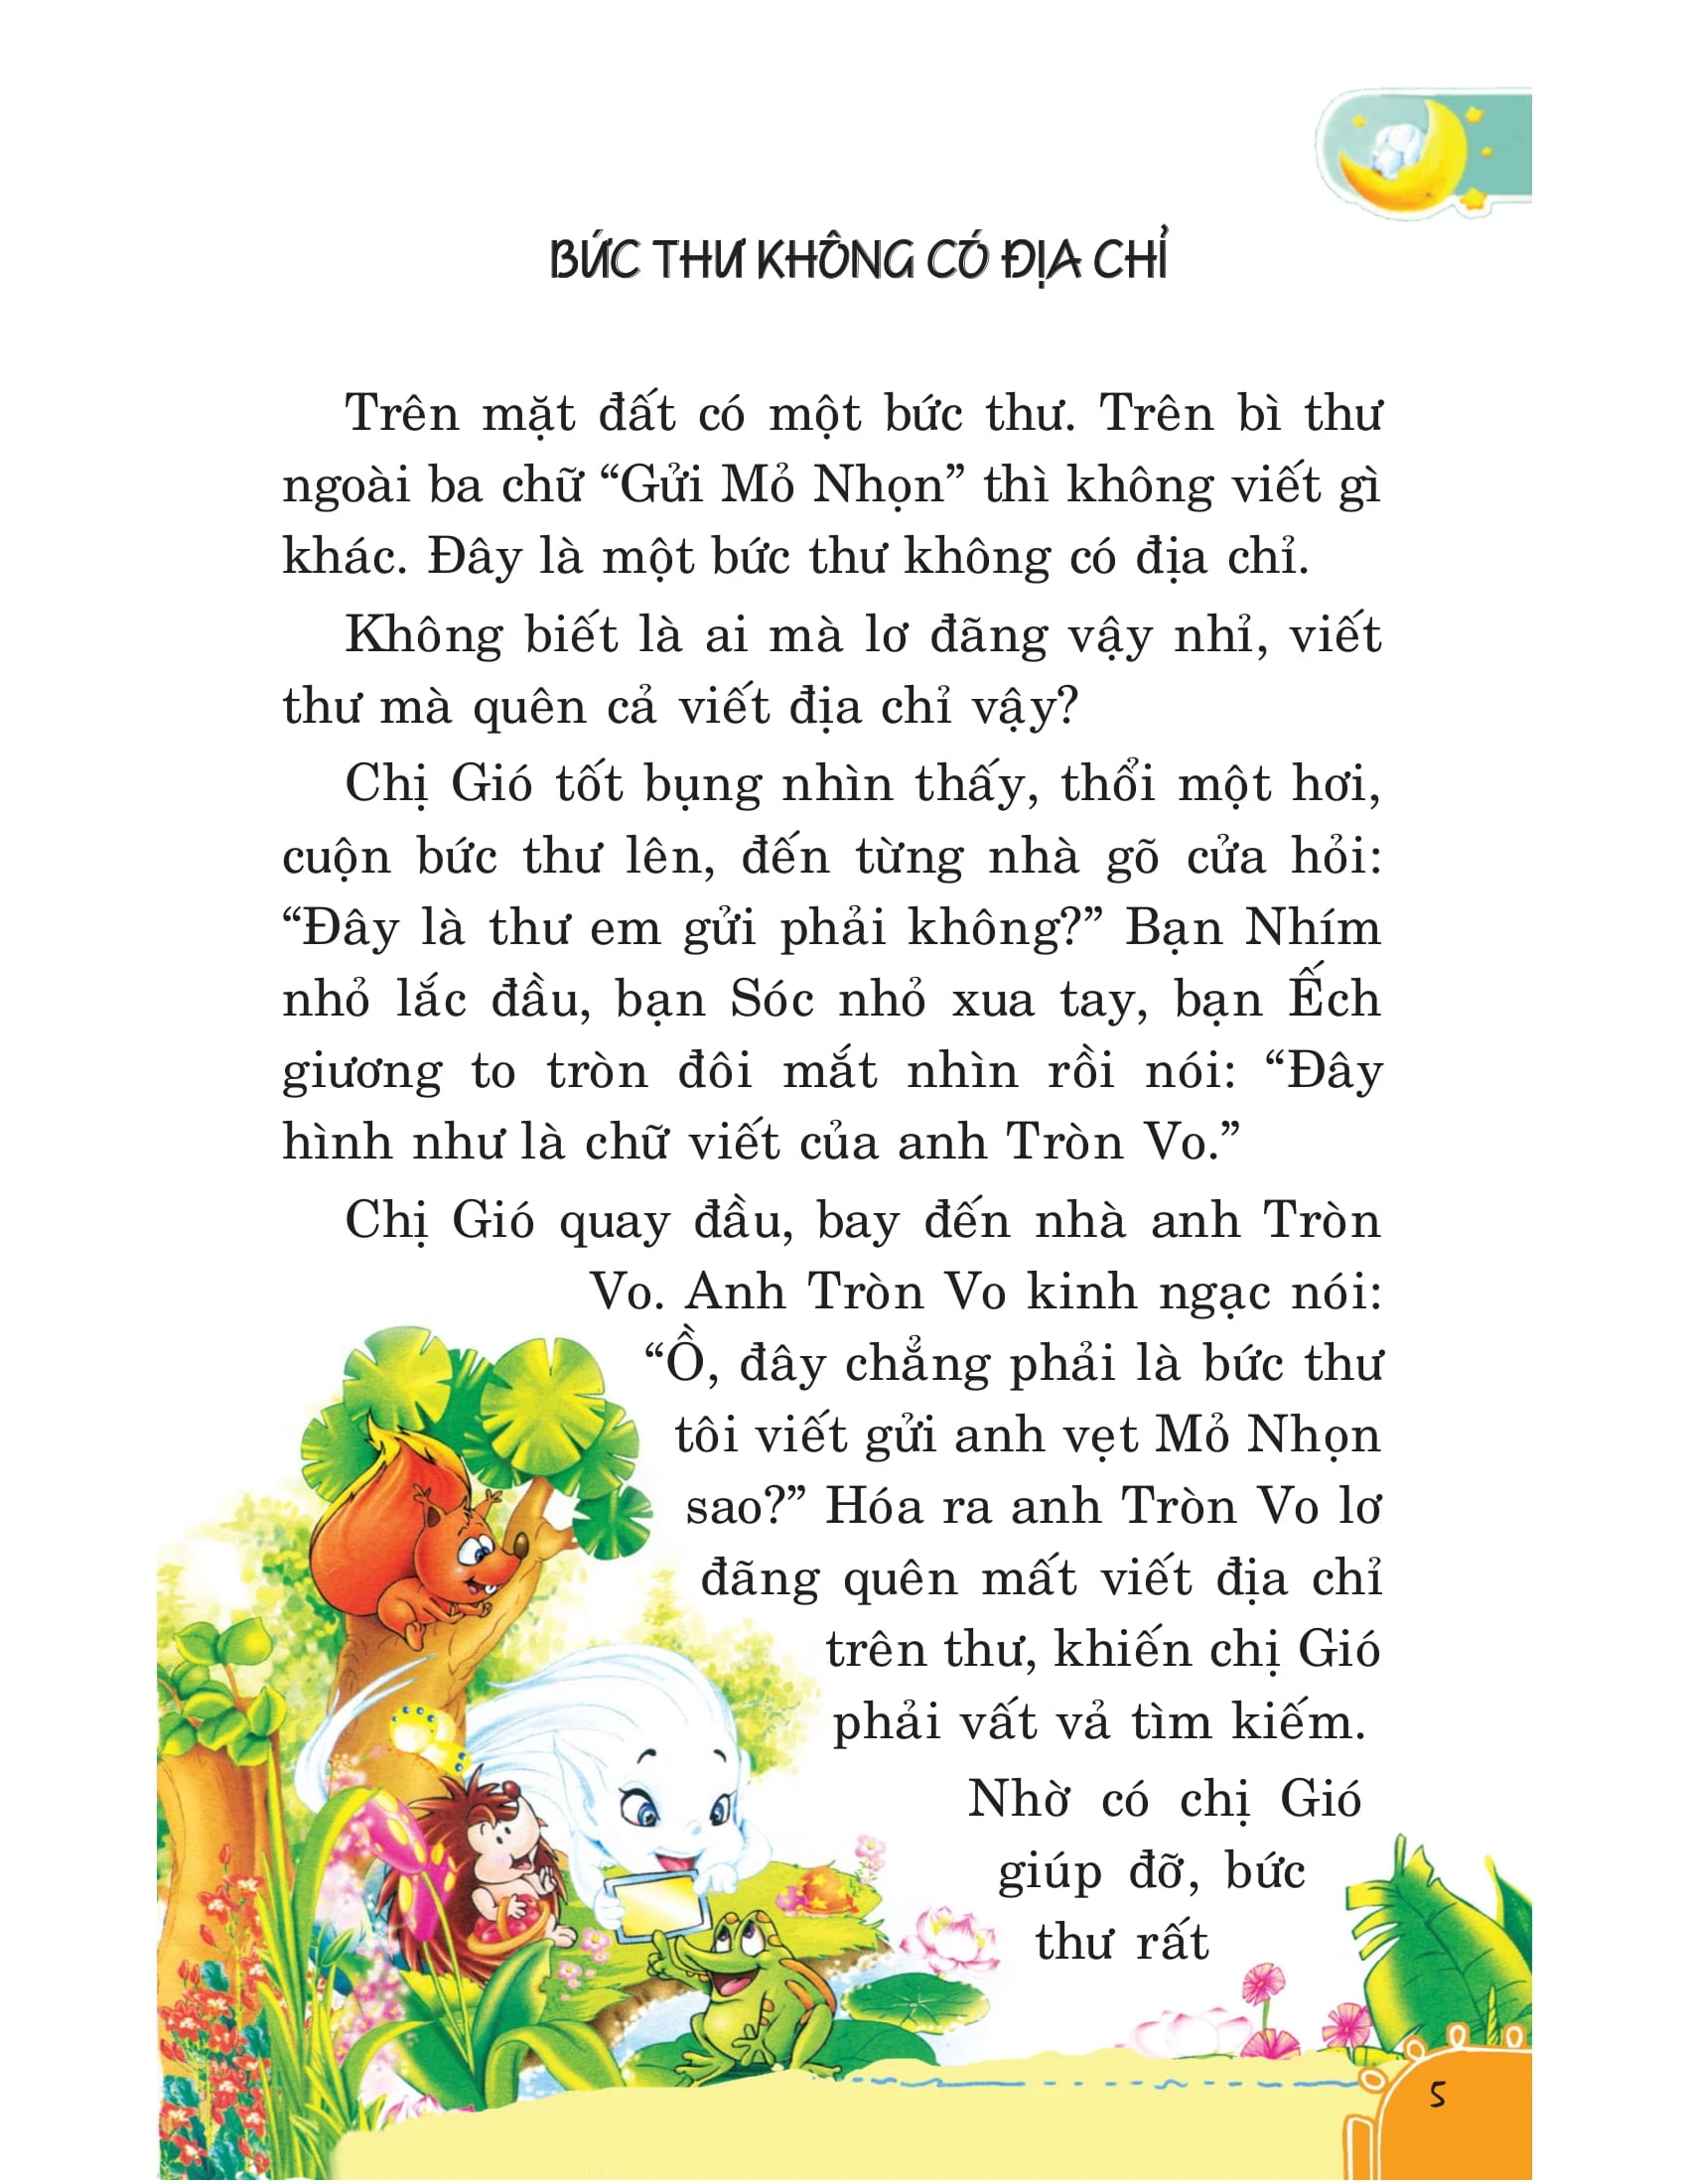 BỨC THƯ KHÔNG CÓ ĐỊA CHỈ
Trên mặt đất có một bức thư. Trên bì thư
ngoài ba chữ “Gửi Mỏ Nhọn” thì không viết gì
khác. Đây là một bức thư không có địa chỉ.
Không biết là ai mà lơ đãng vậy nhỉ, viết
thư mà quên cả viết địa chỉ vậy?
Chị Gió tốt bụng nhìn thấy, thổi một hơi,
cuộn bức thư lên, đến từng nhà gõ cửa hỏi:
“Đây là thư em gửi phải không?” Bạn Nhím
nhỏ lắc đầu, bạn Sóc nhỏ xua tay, bạn Ếch
giương to tròn đôi mắt nhìn rồi nói: “Đây
hình như là chữ viết của anh Tròn Vo.”
Chị Gió quay đầu, bay đến nhà anh Tròn
Vo. Anh Tròn Vo kinh ngạc nói:
“Ồ, đây chẳng phải là bức thư
tôi viết gửi anh vẹt Mỏ Nhọn
sao?” Hóa ra anh Tròn Vo lơ
đãng quên mất viết địa chỉ
trên thư, khiến chị Gió
phải vất vả tìm kiếm.
Nhờ có chị Gió
giúp đỡ, bức
thư rất
5